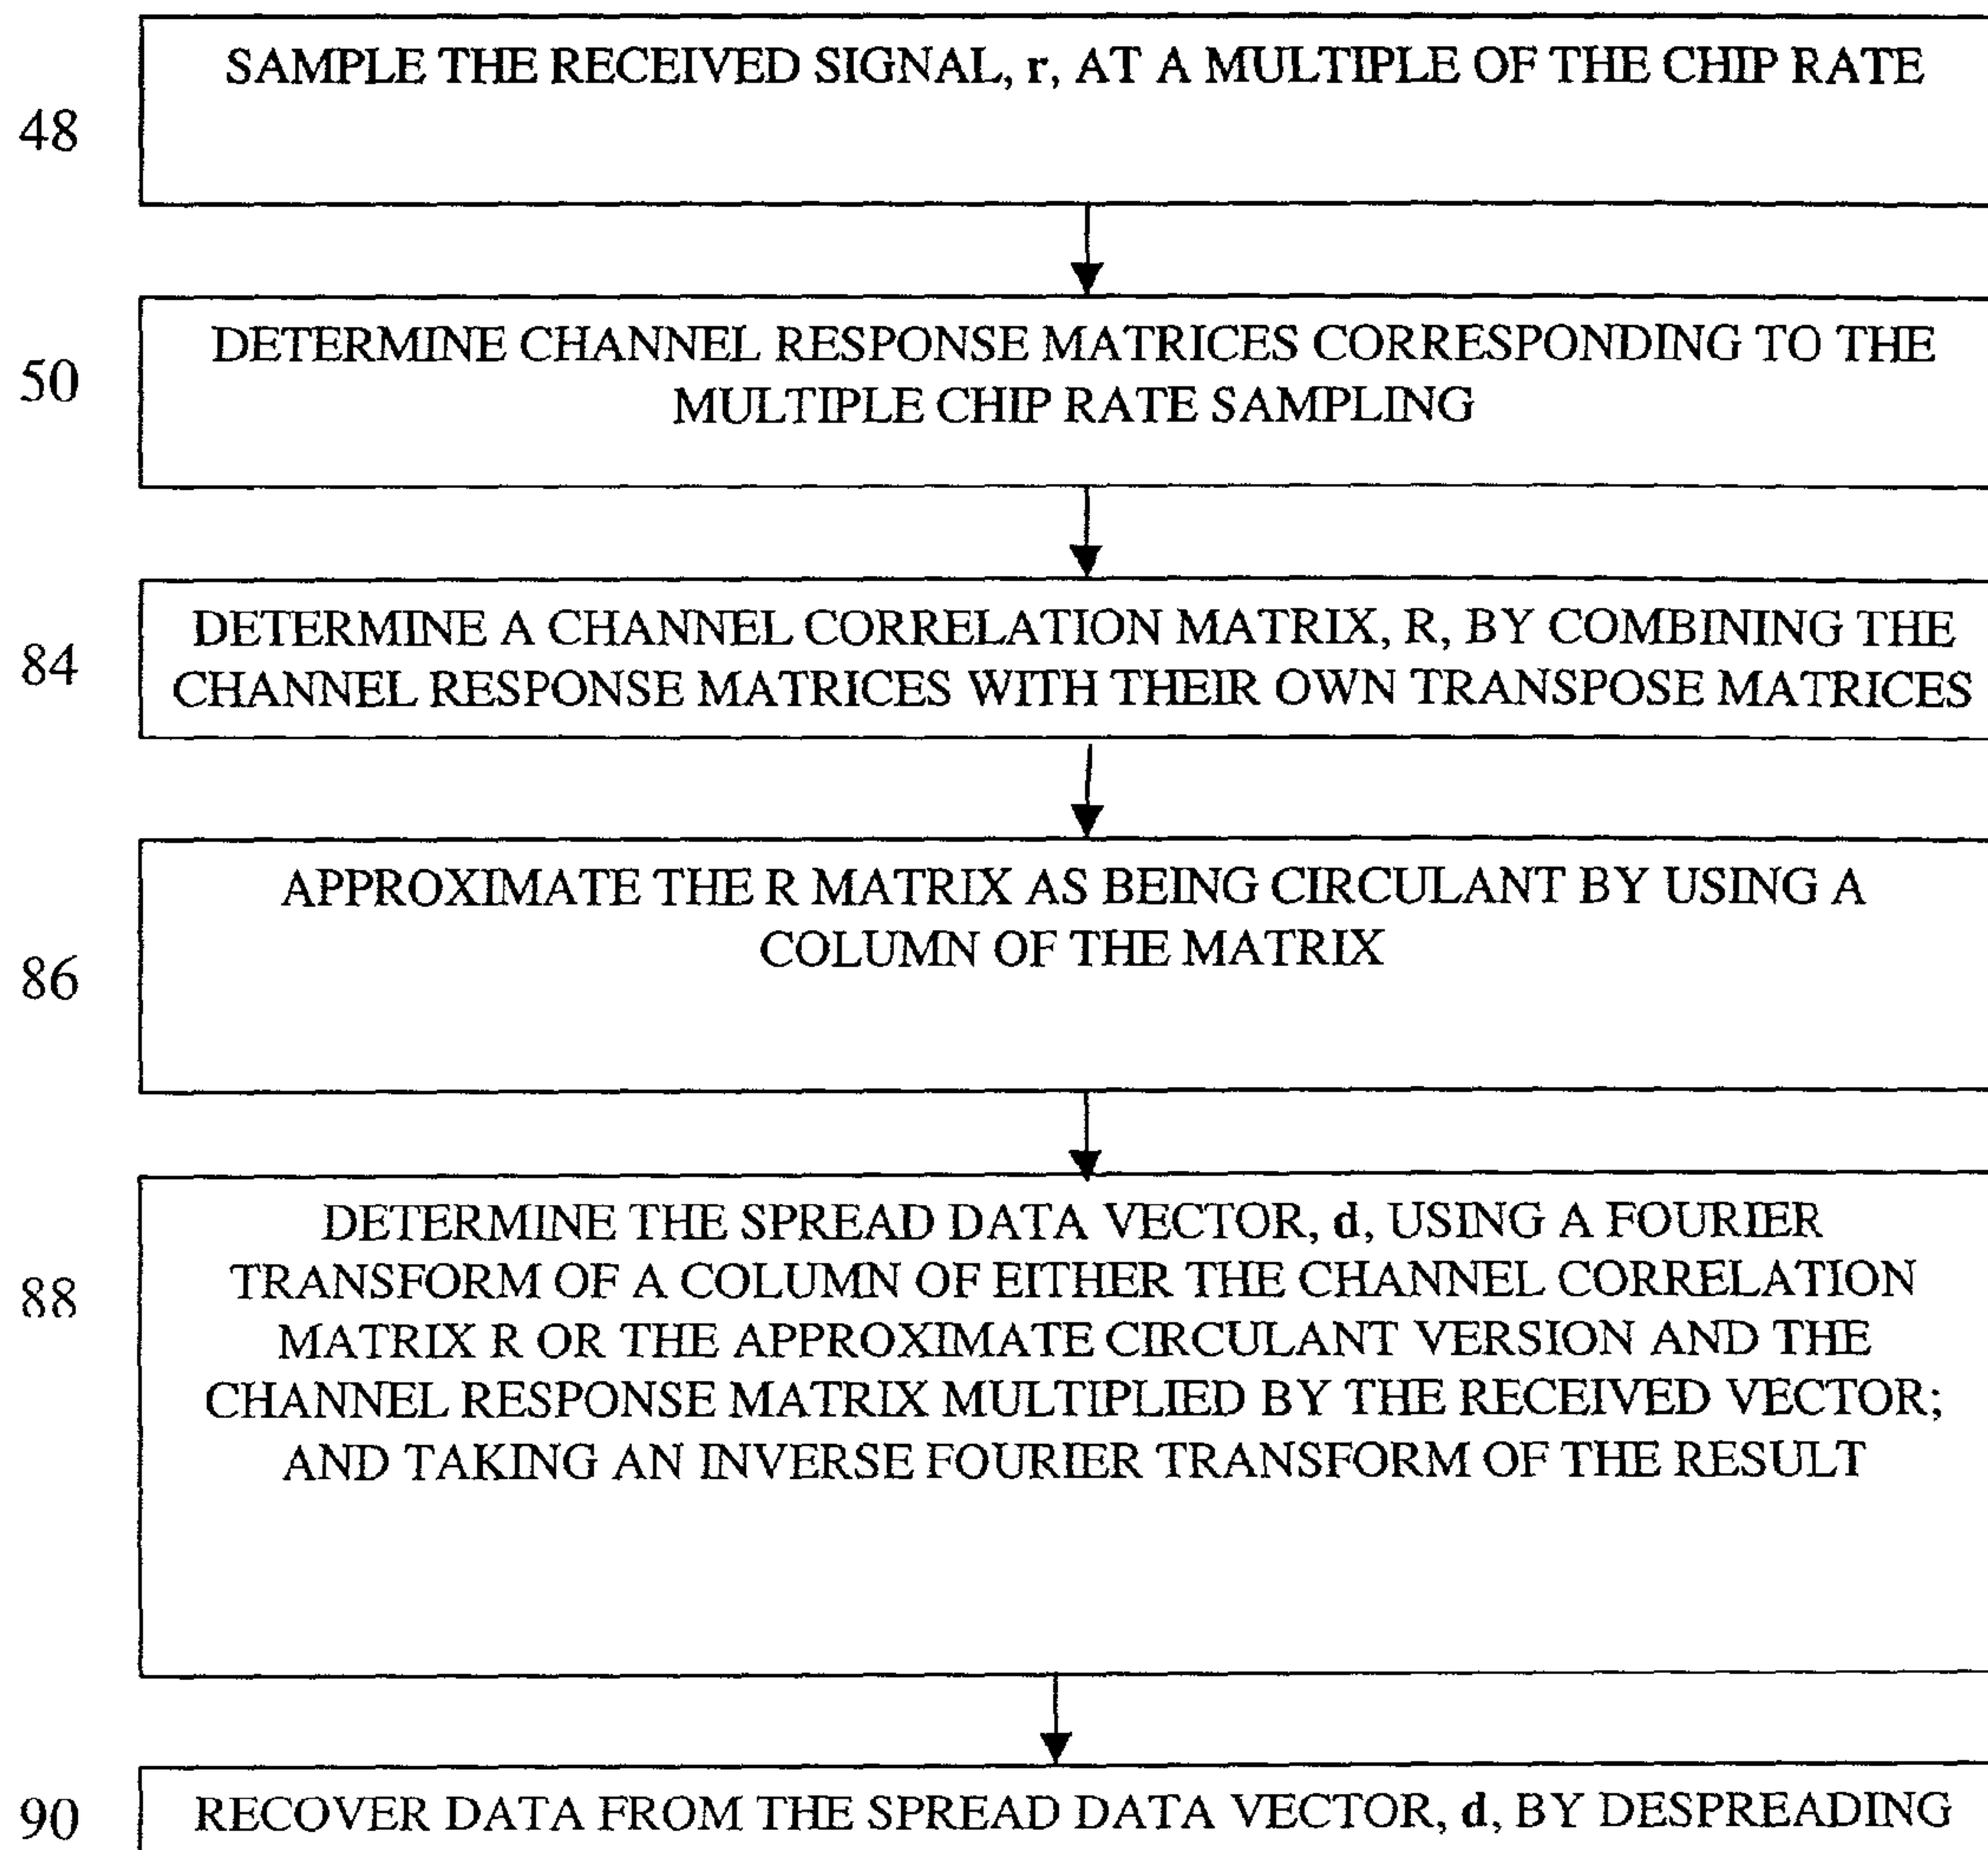 SAMPLE THE RECEIVED SIGNAL, r, AT A MULTIPLE OF THE CHIP RATE
48
DETERMINE CHANNEL RESPONSE MATRICES CORRESPONDING TO THE
50
MULTIPLE CHIP RATE SAMPLING
DETERMINE A CHANNEL CORRELATION MATRIX, R, BY COMBINING THE
84
CHANNEL RESPONSE MATRICES WITH THEIR OWN TRANSPOSE MATRICES
APPROXIMATE THE R MATRIX AS BEING CIRCULANT BY USING A
COLUMN OF THE MATRIX
86
DETERMINE THE SPREAD DATA VECTOR, d, USING A FOURIER
TRANSFORM OF A COLUMN OF EITHER THE CHANNEL CORRELATION
88
MATRIX R OR THE APPROXIMATE CIRCULANT VERSION AND THE
CHANNEL RESPONSE MATRIX MULTIPLIED BY THE RECEIVED VECTOR;
AND TAKING AN INVERSE FOURIER TRANSFORM OF THE RESULT
90
RECOVER DATA FROM THE SPREAD DATA VECTOR, d, BY DESPREADING